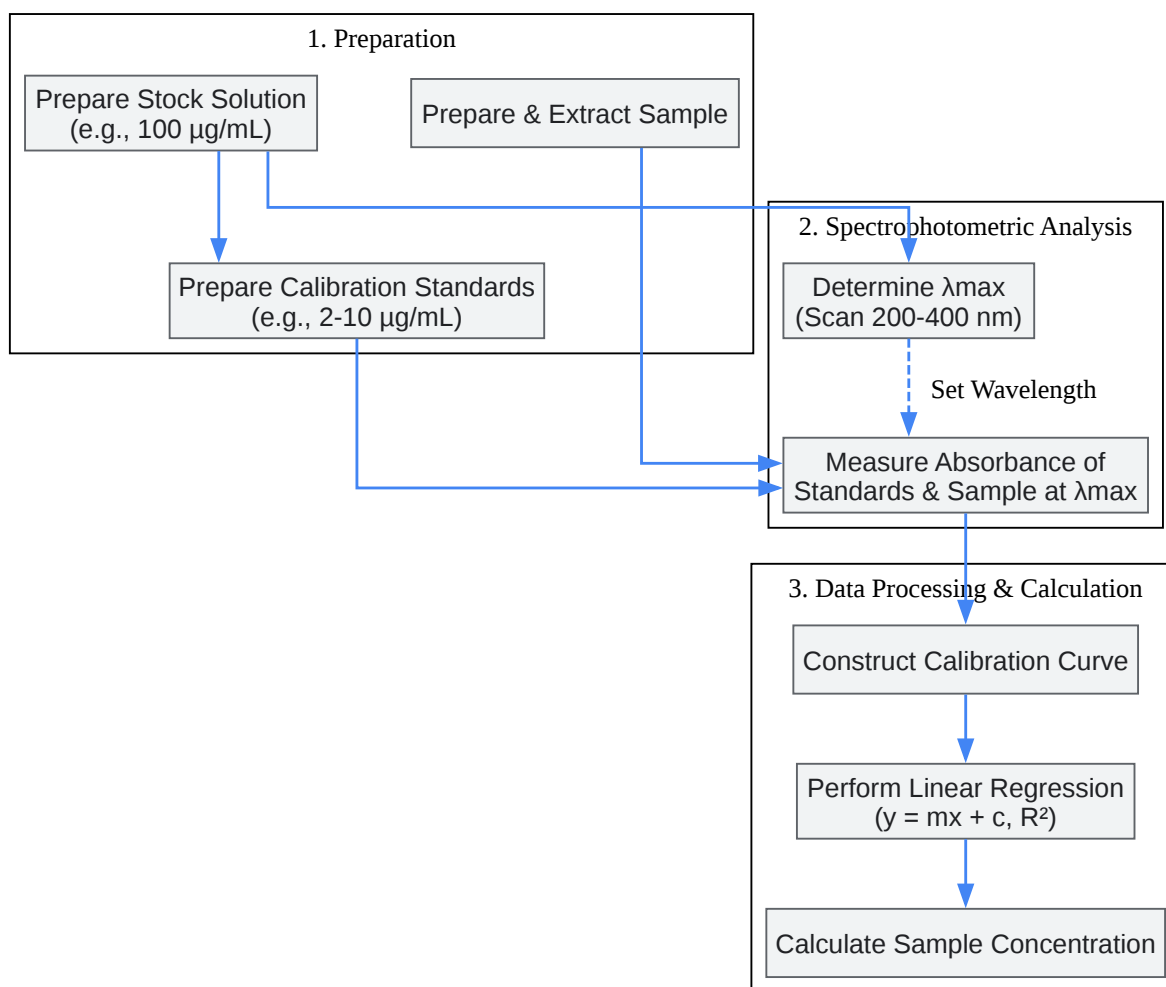 1. Preparation
Prepare Stock Solution
(e.g., 100 µg/mL)
Prepare & Extract Sample
Prepare Calibration Standards
(e.g., 2-10 µg/mL)
2. Spectrophotometric Analysis
Determine λmax
(Scan 200-400 nm)
Set Wavelength
Measure Absorbance of
Standards & Sample at λmax
3. Data Processing & Calculation
Construct Calibration Curve
Perform Linear Regression
(y = mx + c, R²)
Calculate Sample Concentration